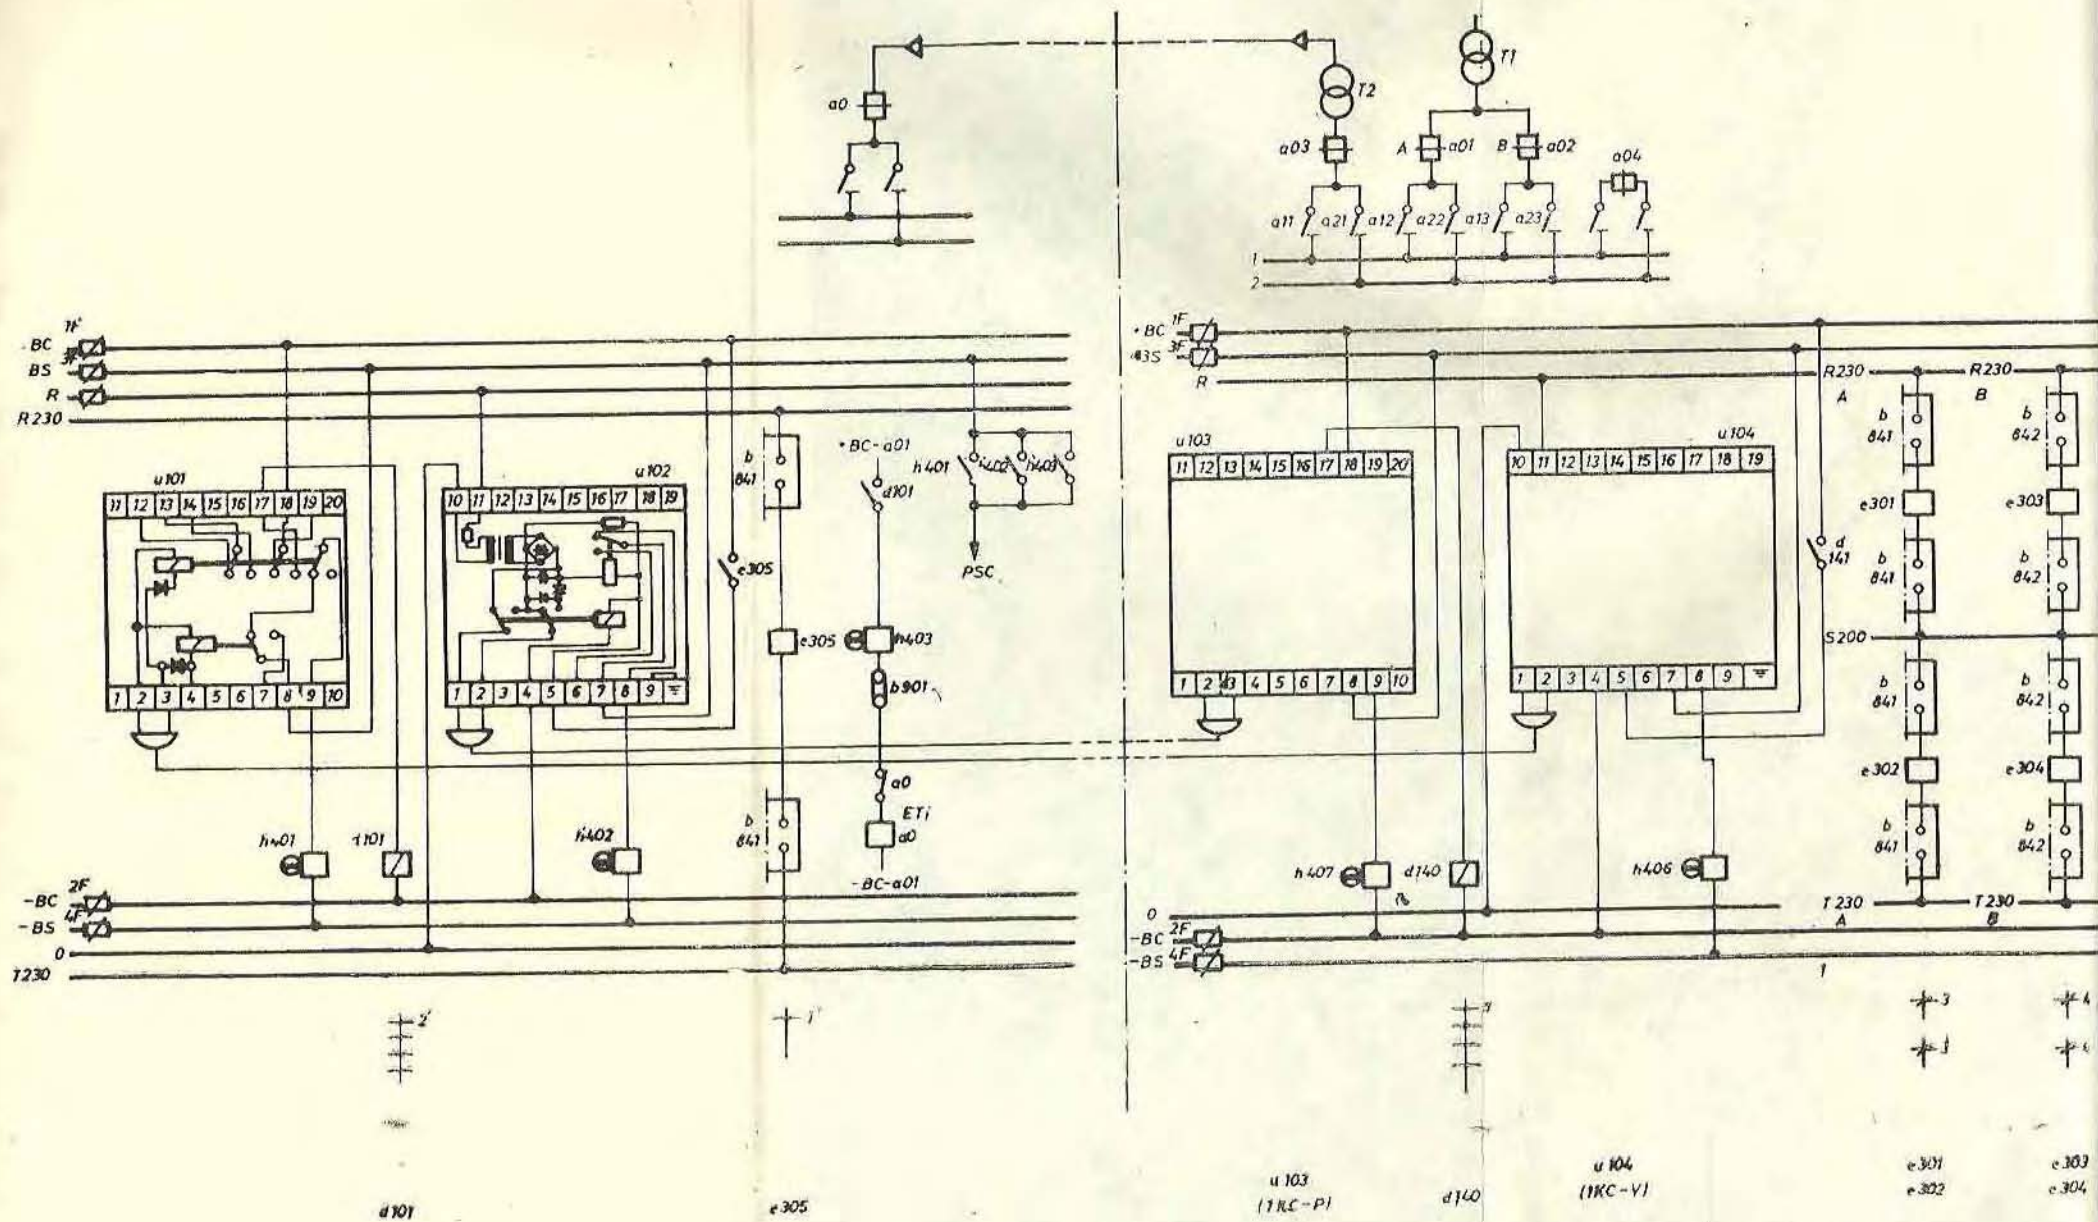 T1
a0
T2
a03 A a01 B a02
a04
a11 a21 a12 a22 a13 a23
1
2
1F
BC
3F
BS
R
R230
+BC 1F
3F
R
R230 R230
A B
b
841
b
842
u101
11 12 13 14 15 16 17 18 19 20
1 2 3 4 5 6 7 8 9 10
u102
10 11 12 13 14 15 16 17 18 19
1 2 3 4 5 6 7 8 9
b
841
+BC-a01
d101
h401 h402 h403
PSC
e305
e305
h403
b901
a0
ETi
a0
-BC-a01
b
841
h401
h402
u103
11 12 13 14 15 16 17 18 19 20
1 2 3 4 5 6 7 8 9 10
u104
10 11 12 13 14 15 16 17 18 19
1 2 3 4 5 6 7 8 9
d
141
e301 e303
b
841
b
842
S200
b
841
b
842
e302 e304
b
841
b
842
h407 d140
h406
T230 T230
A B
-BC 2F
-BS 4F
0
T230
0
-BC 2F
-BS 4F
1
2
1
3
4
d101
e305
u103
(1KC-P)
d140
u104
(1KC-V)
e301
e302
e303
e304